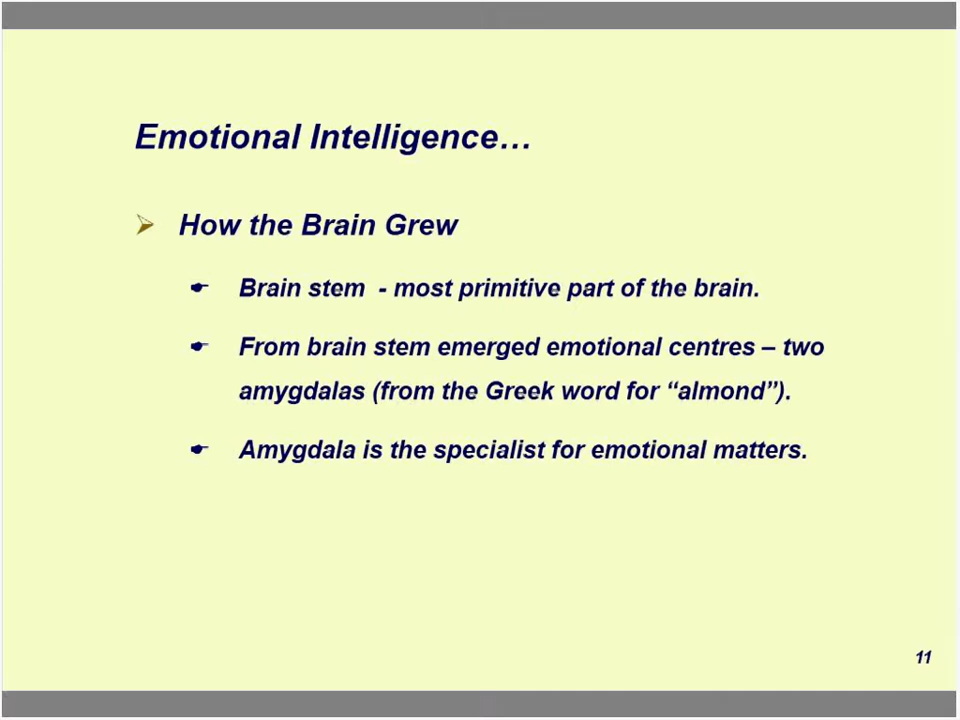 Emotional Intelligence…
How the Brain Grew
Brain stem - most primitive part of the brain.
From brain stem emerged emotional centres – two
amygdalas (from the Greek word for “almond”).
Amygdala is the specialist for emotional matters.
11